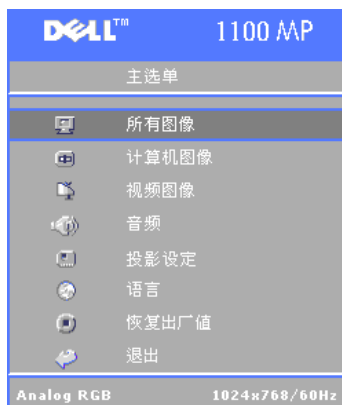 DELL™ 1100 MP
主选单
所有图像
计算机图像
视频图像
音频
投影设定
语言
恢复出厂值
退出
Analog RGB 1024x768/60Hz